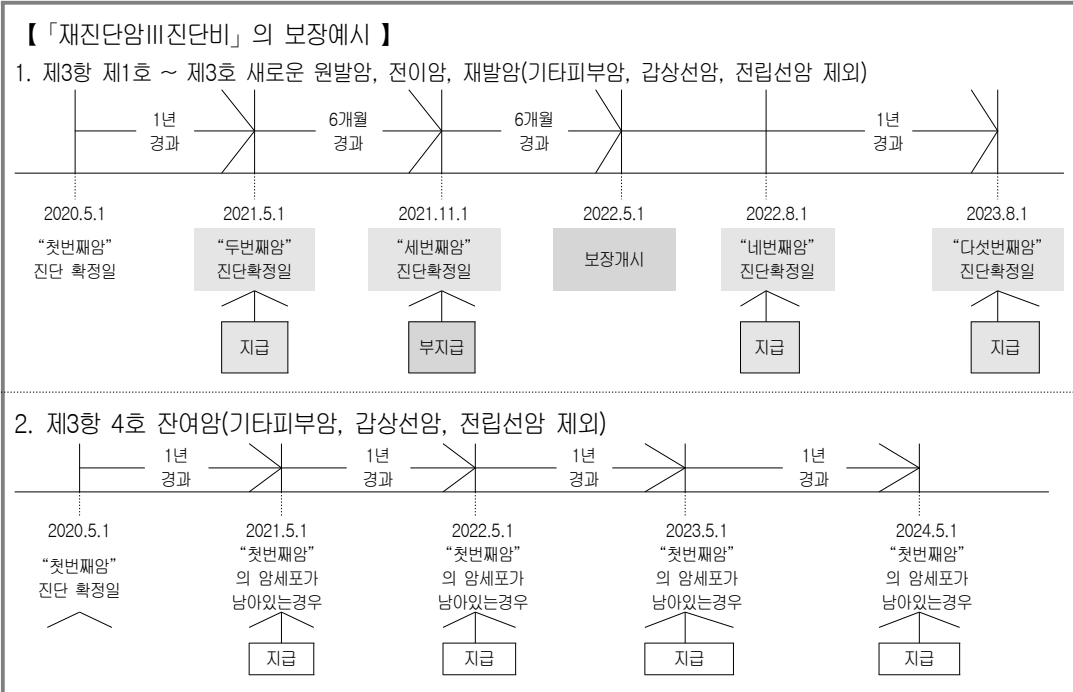 【「재진단암Ⅲ진단비」의 보장예시 】
1. 제3항 제1호 ~ 제3호 새로운 원발암, 전이암, 재발암(기타피부암, 갑상선암, 전립선암 제외)
1년 6개월 6개월 1년
경과 경과 경과 경과
2020.5.1 2021.5.1 2021.11.1 2022.5.1 2022.8.1 2023.8.1
“첫번째암” “두번째암” “세번째암” 보장개시 “네번째암” “다섯번째암”
진단 확정일 진단확정일 진단확정일 진단확정일 진단확정일
지급 부지급 지급 지급
2. 제3항 4호 잔여암(기타피부암, 갑상선암, 전립선암 제외)
1년 1년 1년 1년
경과 경과 경과 경과
2020.5.1 2021.5.1 2022.5.1 2023.5.1 2024.5.1
“첫번째암” “첫번째암” “첫번째암” “첫번째암” “첫번째암”
진단 확정일 의 암세포가 의 암세포가 의 암세포가 의 암세포가
남아있는경우 남아있는경우 남아있는경우 남아있는경우
지급 지급 지급 지급